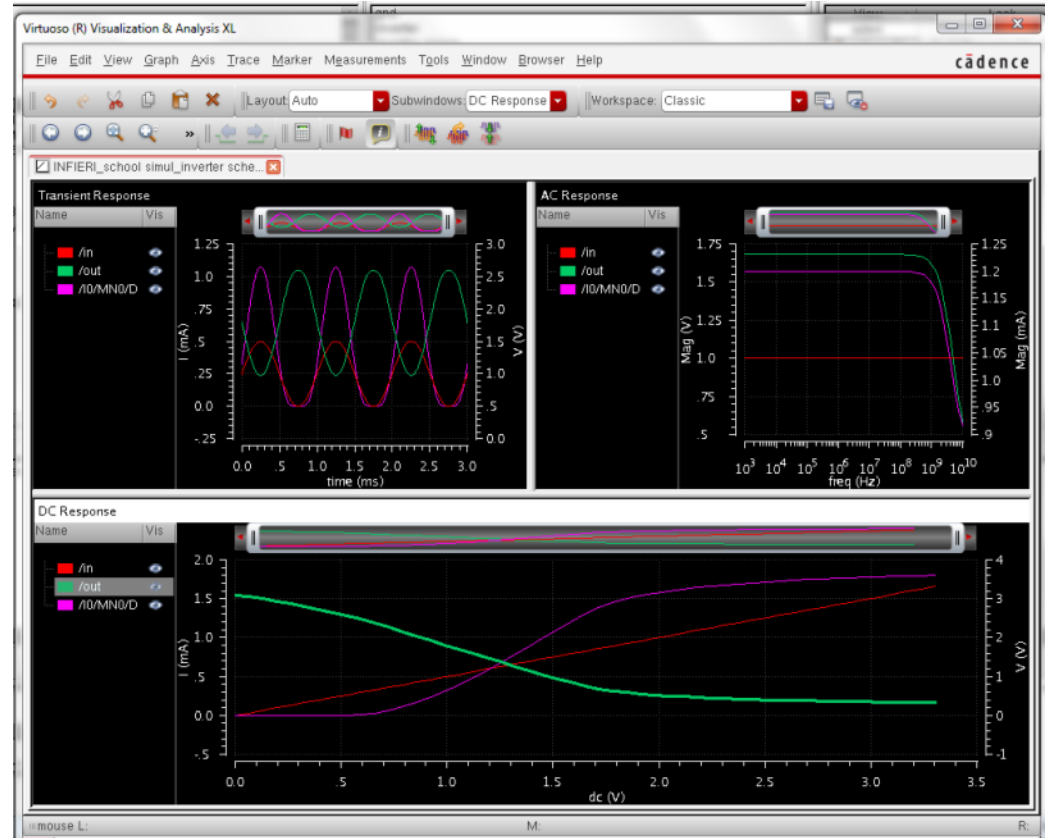 and
inverter
View Lock
Virtuoso (R) Visualization & Analysis XL
File Edit View Graph Axis Trace Marker Measurements Tools Window Browser Help
cādence
Layout: Auto Subwindows: DC Response Workspace: Classic
»
INFIERI_school simul_inverter sche...
Transient Response
Name Vis
/in
/out
/I0/MN0/D
1.25
1.0
.75
.5
.25
0.0
-.25
I (mA)
3.0
2.5
2.0
1.5
1.0
.5
0.0
V (V)
0.0 .5 1.0 1.5 2.0 2.5 3.0
time (ms)
AC Response
Name Vis
/in
/out
/I0/MN0/D
1.75
1.5
1.25
1.0
.75
.5
Mag (V)
1.25
1.2
1.15
1.1
1.05
1.0
.95
.9
Mag (mA)
10³ 10⁴ 10⁵ 10⁶ 10⁷ 10⁸ 10⁹ 10¹⁰
freq (Hz)
DC Response
Name Vis
/in
/out
/I0/MN0/D
2.0
1.5
1.0
.5
0.0
-.5
I (mA)
4
3
2
1
0
-1
V (V)
0.0 .5 1.0 1.5 2.0 2.5 3.0 3.5
dc (V)
mouse L: M: R: